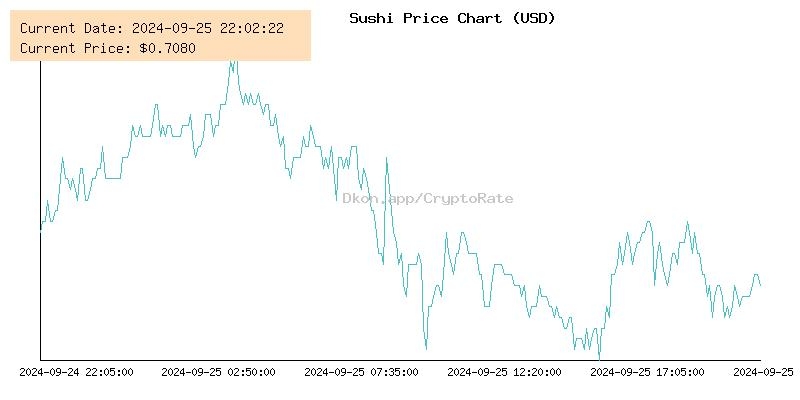 Sushi Price Chart (USD)
Current Date: 2024-09-25 22:02:22
Current Price: $0.7080
Dkon.app/CryptoRate
2024-09-24 22:05:00 2024-09-25 02:50:00 2024-09-25 07:35:00 2024-09-25 12:20:00 2024-09-25 17:05:00 2024-09-25